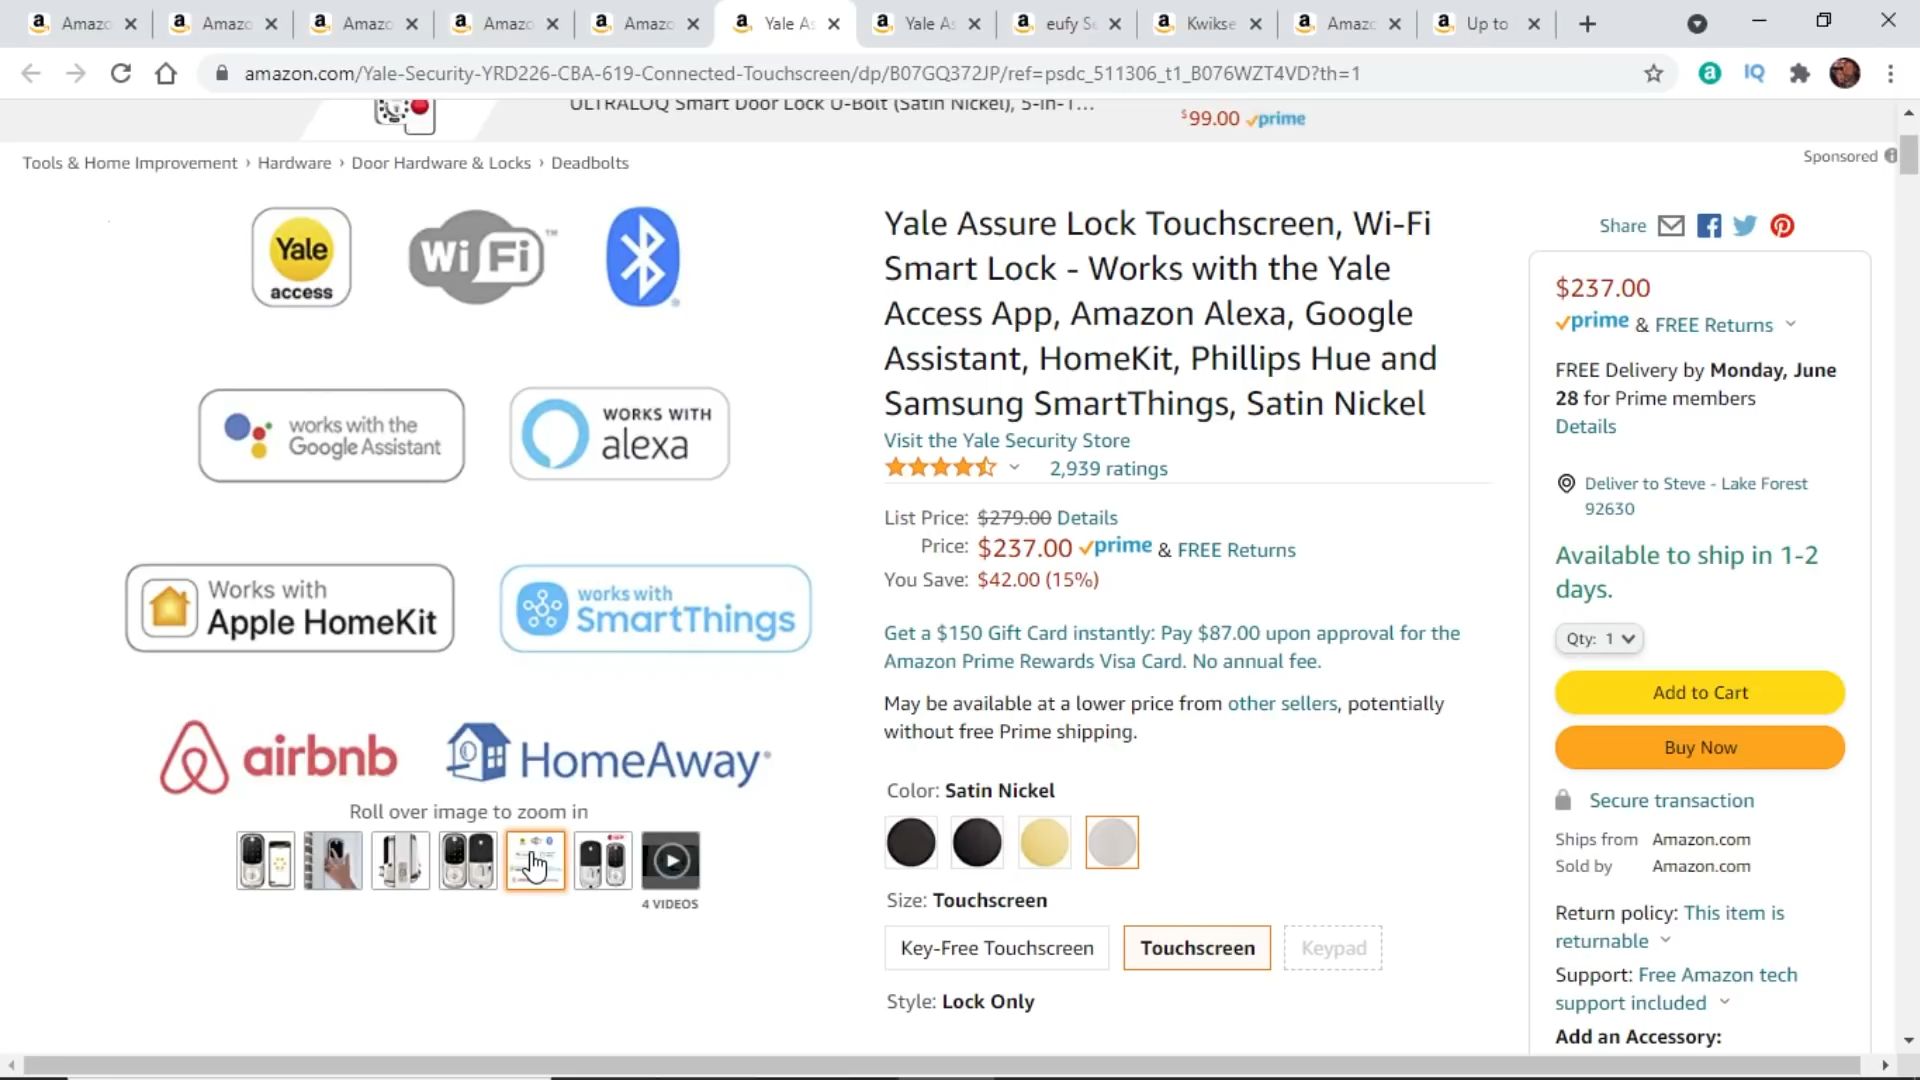 Amazo
Amazo
Amazo
Amazo
Amazo
Yale As
Yale As
eufy Se
Kwikse
Amazo
Up to
amazon.com/Yale-Security-YRD226-CBA-619-Connected-Touchscreen/dp/B07GQ372JP/ref=psdc_511306_t1_B076WZT4VD?th=1
IQ
ULTRALOQ Smart Door Lock U-Bolt (Satin Nickel), 5-in-1...
$99.00 prime
Tools & Home Improvement › Hardware › Door Hardware & Locks › Deadbolts
Sponsored
Yale
access
Wi Fi ™
works with the
Google Assistant
WORKS WITH
alexa
Works with
Apple HomeKit
works with
SmartThings
airbnb
HomeAway®
Roll over image to zoom in
4 VIDEOS
Yale Assure Lock Touchscreen, Wi-Fi
Smart Lock - Works with the Yale
Access App, Amazon Alexa, Google
Assistant, HomeKit, Phillips Hue and
Samsung SmartThings, Satin Nickel
Visit the Yale Security Store
2,939 ratings
List Price: $279.00 Details
Price: $237.00 prime & FREE Returns
You Save: $42.00 (15%)
Get a $150 Gift Card instantly: Pay $87.00 upon approval for the
Amazon Prime Rewards Visa Card. No annual fee.
May be available at a lower price from other sellers, potentially
without free Prime shipping.
Color: Satin Nickel
Size: Touchscreen
Key-Free Touchscreen
Touchscreen
Keypad
Style: Lock Only
Share
$237.00
prime & FREE Returns
FREE Delivery by Monday, June
28 for Prime members
Details
Deliver to Steve - Lake Forest
92630
Available to ship in 1-2
days.
Qty: 1
Add to Cart
Buy Now
Secure transaction
Ships from Amazon.com
Sold by Amazon.com
Return policy: This item is
returnable
Support: Free Amazon tech
support included
Add an Accessory: